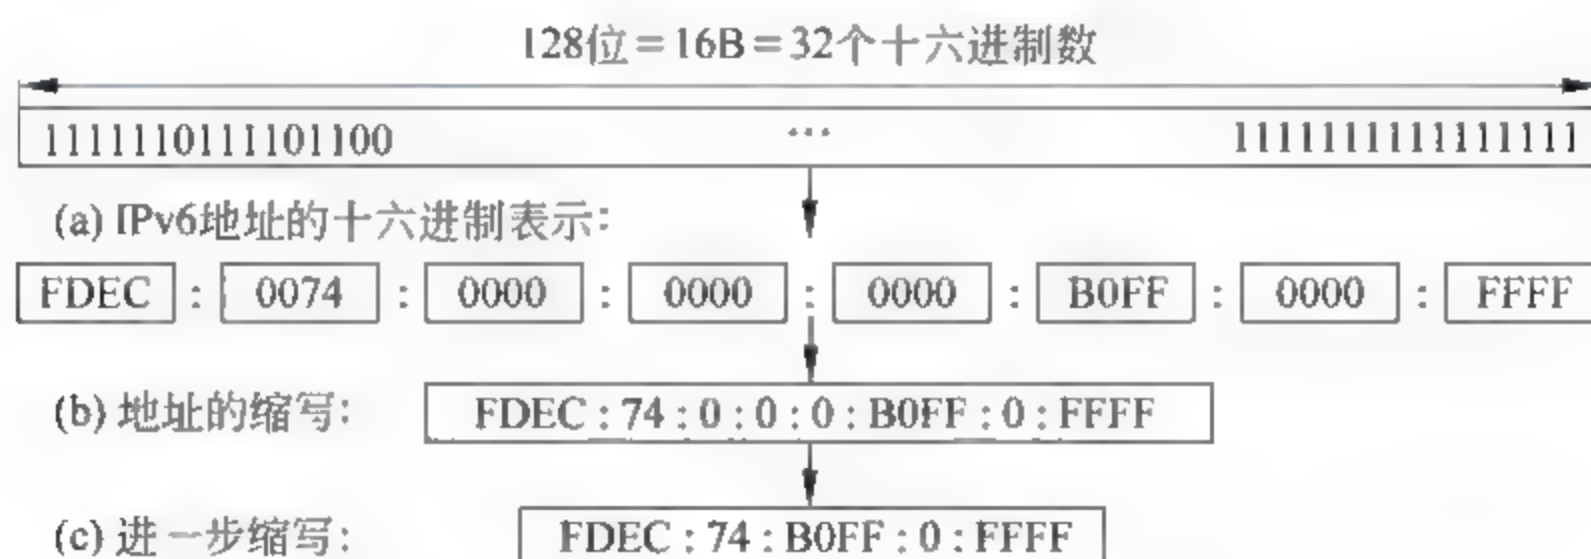 128位=16B=32个十六进制数
1111110111101100 … 1111111111111111
(a) IPv6地址的十六进制表示:
FDEC : 0074 : 0000 : 0000 : 0000 : B0FF : 0000 : FFFF
(b) 地址的缩写: FDEC : 74 : 0 : 0 : 0 : B0FF : 0 : FFFF
(c) 进一步缩写: FDEC : 74 : B0FF : 0 : FFFF